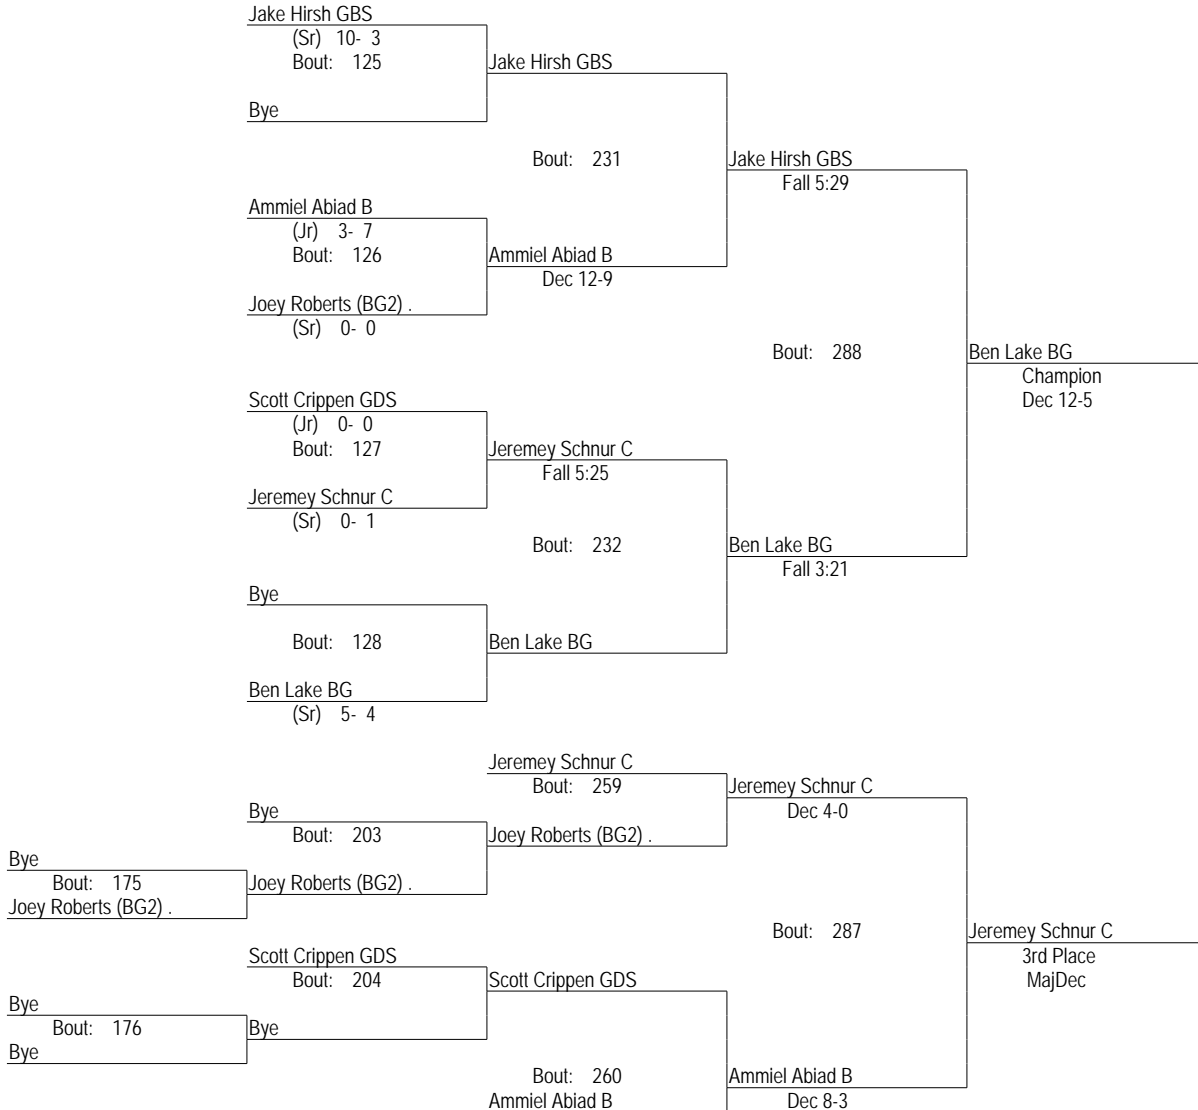 Jake Hirsh GBS
(Sr) 10- 3
Bout: 125
Jake Hirsh GBS
Bye
Bout: 231
Jake Hirsh GBS
Fall 5:29
Ammiel Abiad B
(Jr) 3- 7
Bout: 126
Ammiel Abiad B
Dec 12-9
Joey Roberts (BG2) .
(Sr) 0- 0
Bout: 288
Ben Lake BG
Champion
Dec 12-5
Scott Crippen GDS
(Jr) 0- 0
Bout: 127
Jeremey Schnur C
Fall 5:25
Jeremey Schnur C
(Sr) 0- 1
Bout: 232
Ben Lake BG
Fall 3:21
Bye
Bout: 128
Ben Lake BG
Ben Lake BG
(Sr) 5- 4
Jeremey Schnur C
Bout: 259
Jeremey Schnur C
Dec 4-0
Bye
Bout: 203
Joey Roberts (BG2) .
Bye
Bout: 175
Joey Roberts (BG2) .
Joey Roberts (BG2) .
Bout: 287
Jeremey Schnur C
3rd Place
MajDec
Scott Crippen GDS
Bout: 204
Scott Crippen GDS
Bye
Bout: 176
Bye
Bye
Bout: 260
Ammiel Abiad B
Ammiel Abiad B
Dec 8-3